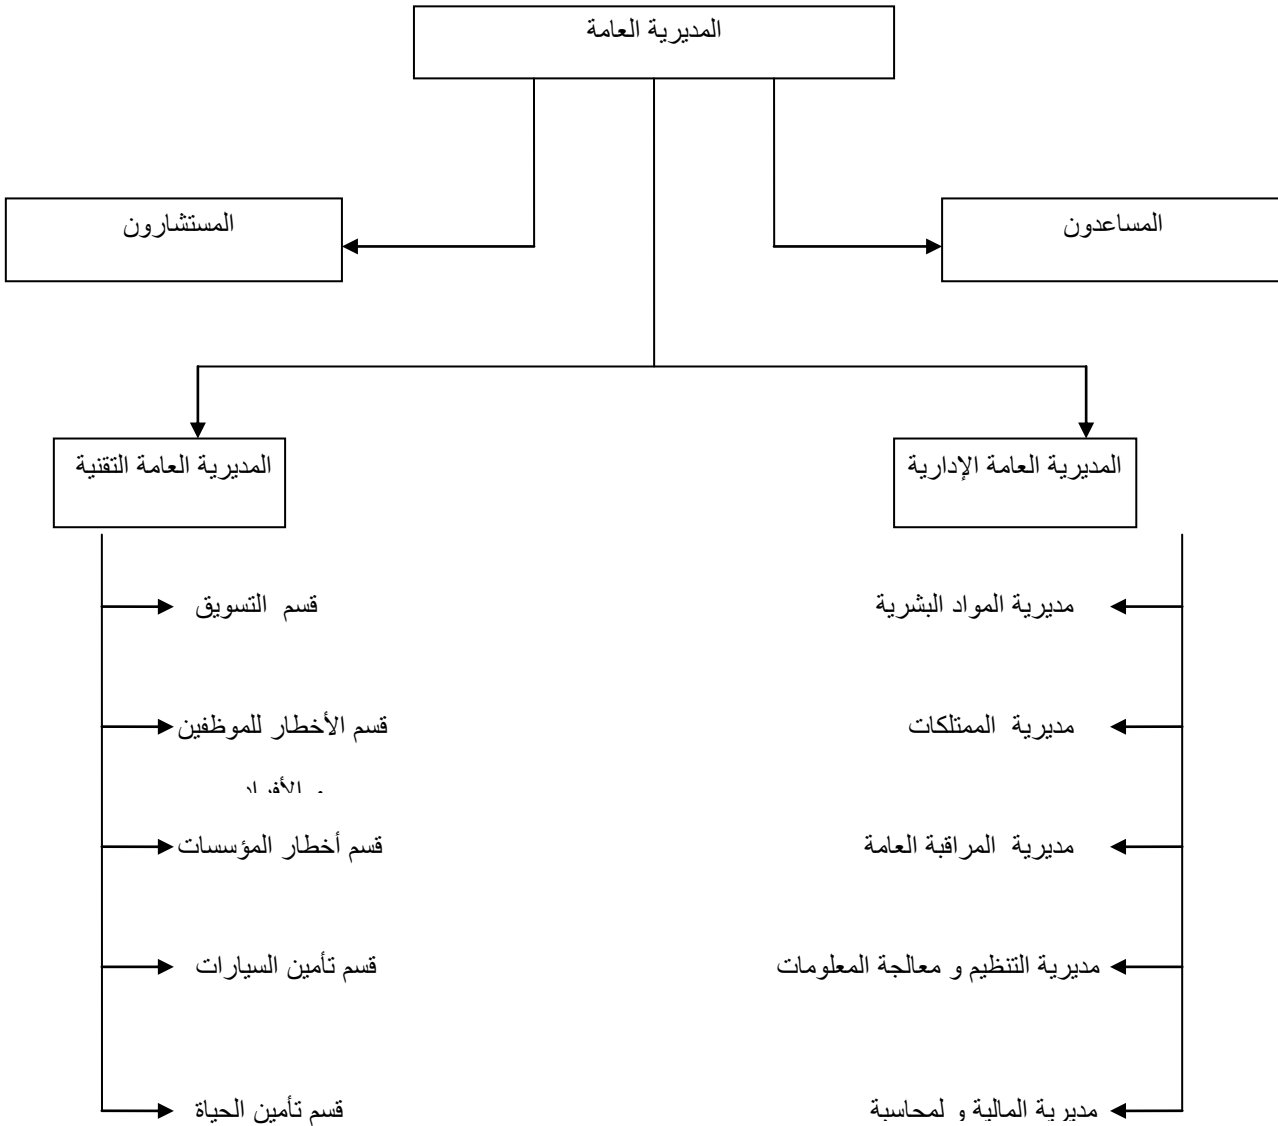 المديرية العامة
المساعدون
المستشارون
المديرية العامة الإدارية
المديرية العامة التقنية
مديرية المواد البشرية
مديرية الممتلكات
مديرية المراقبة العامة
مديرية التنظيم و معالجة المعلومات
مديرية المالية و لمحاسبة
قسم التسويق
قسم الأخطار للموظفين
و الأفراد
قسم أخطار المؤسسات
قسم تأمين السيارات
قسم تأمين الحياة